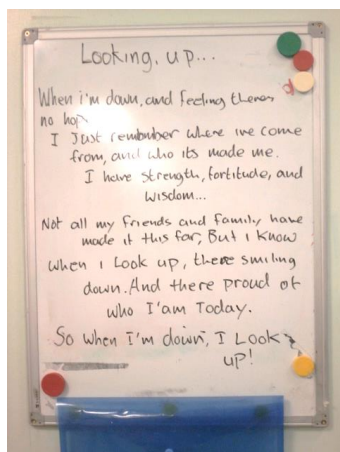 Looking, up...
When i'm down, and feeling theres
no hop
I Just remember where ive come
from, and who its made me.
I have strength, fortitude, and
wisdom...
Not all my friends and family have
made it this far, But i know
when i Look up, there smiling
down. And there proud of
who I'am Today.
So when I'm down, I Look
up!